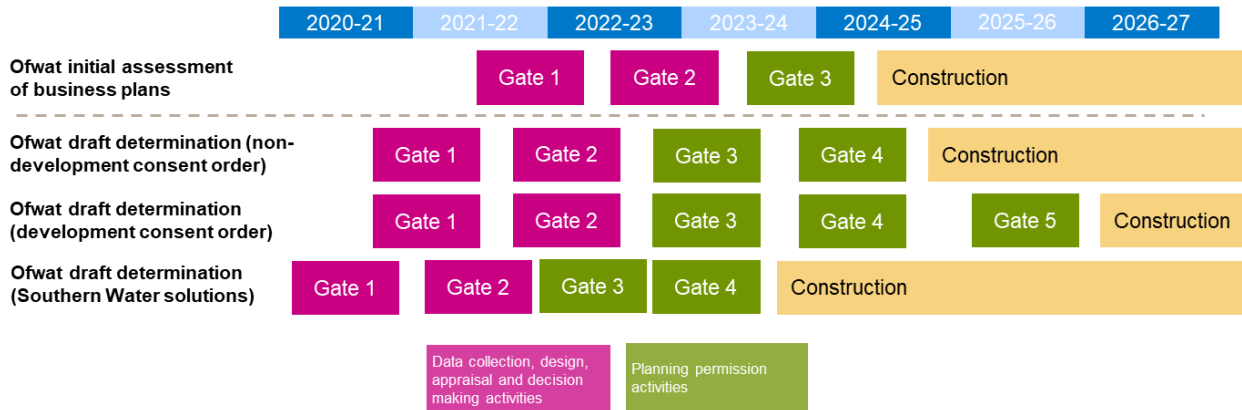 2020-21 2021-22 2022-23 2023-24 2024-25 2025-26 2026-27
Ofwat initial assessment
of business plans
Gate 1 Gate 2 Gate 3 Construction
Ofwat draft determination (non-
development consent order)
Gate 1 Gate 2 Gate 3 Gate 4 Construction
Ofwat draft determination
(development consent order)
Gate 1 Gate 2 Gate 3 Gate 4 Gate 5 Construction
Ofwat draft determination
(Southern Water solutions)
Gate 1 Gate 2 Gate 3 Gate 4 Construction
Data collection, design,
appraisal and decision
making activities
Planning permission
activities